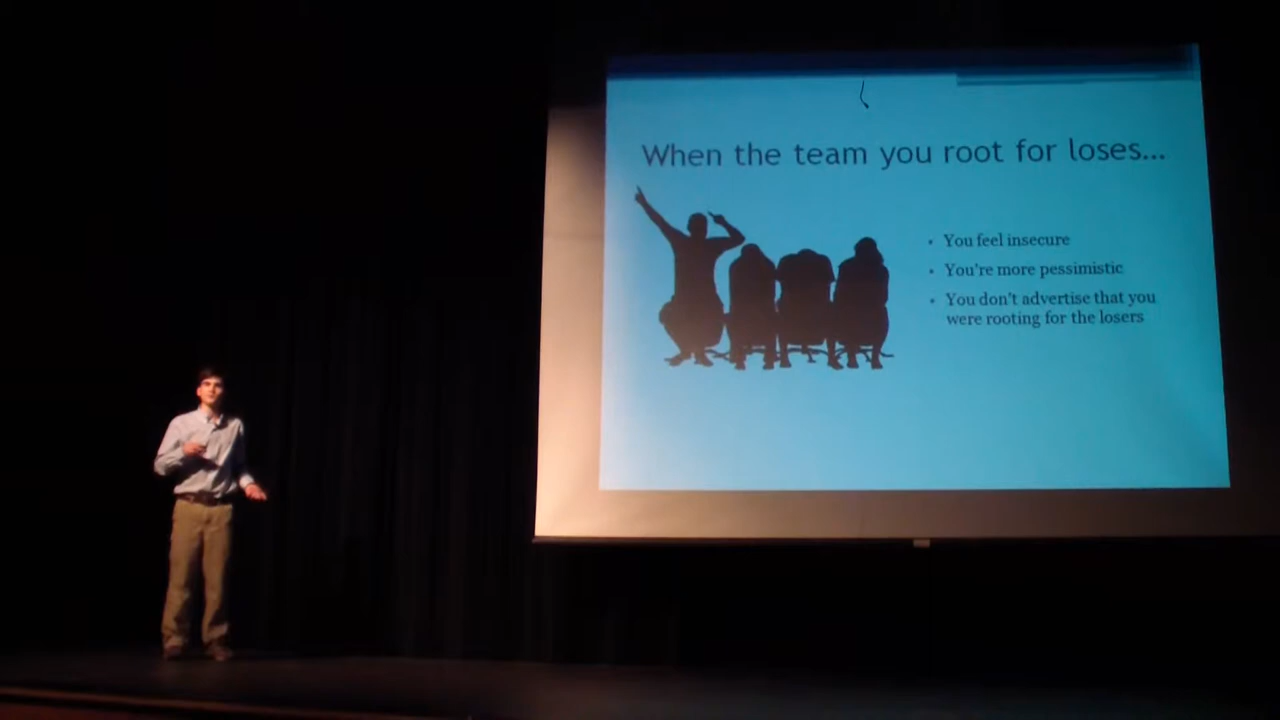 When the team you root for loses...
• You feel insecure
• You're more pessimistic
• You don't advertise that you
were rooting for the losers